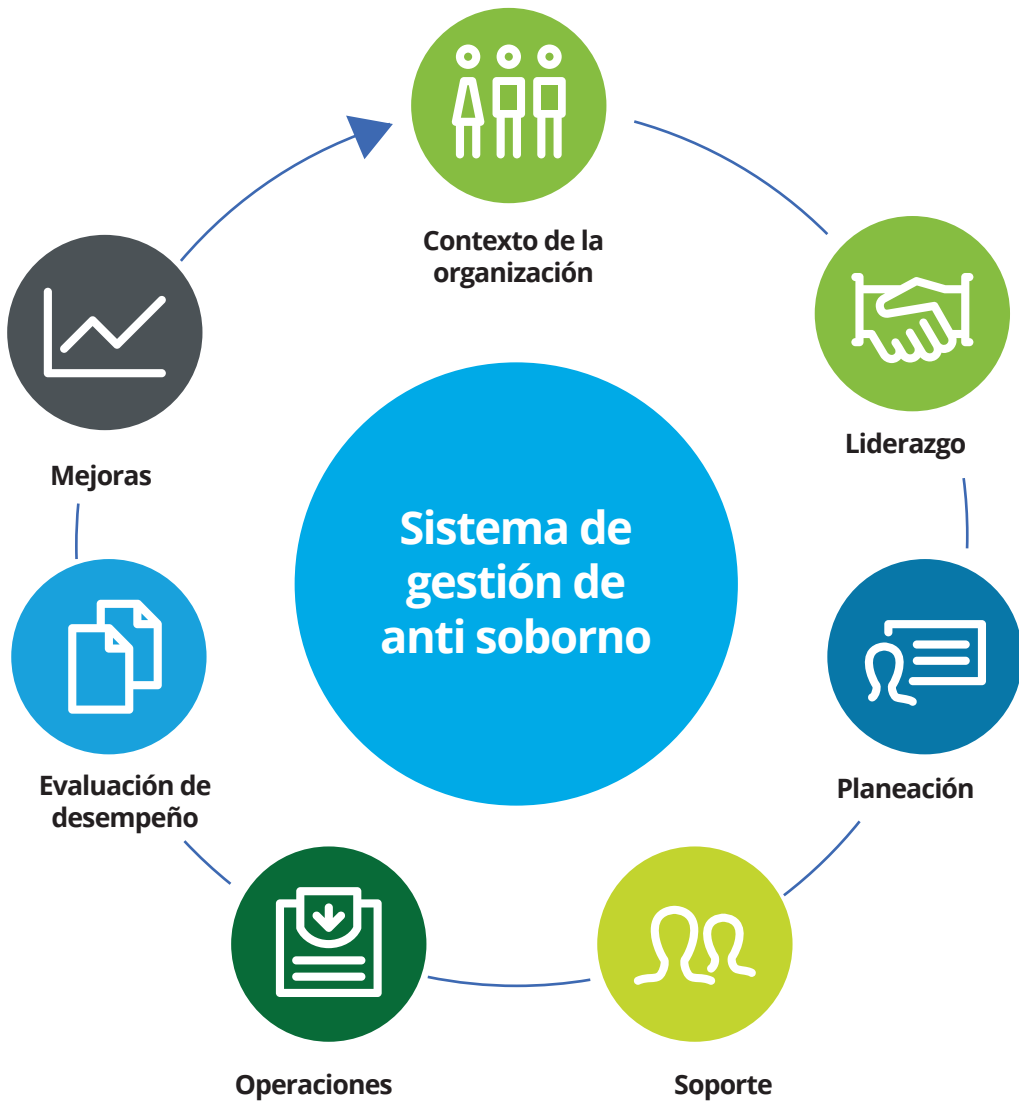 Contexto de la
organización
Liderazgo
Planeación
Soporte
Operaciones
Evaluación de
desempeño
Mejoras
Sistema de
gestión de
anti soborno